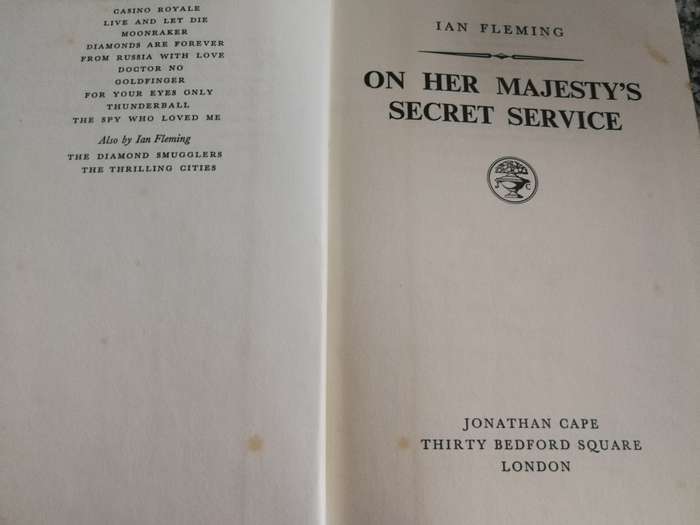 CASINO ROYALE
LIVE AND LET DIE
MOONRAKER
DIAMONDS ARE FOREVER
FROM RUSSIA WITH LOVE
DOCTOR NO
GOLDFINGER
FOR YOUR EYES ONLY
THUNDERBALL
THE SPY WHO LOVED ME
Also by Ian Fleming
THE DIAMOND SMUGGLERS
THE THRILLING CITIES
IAN FLEMING
ON HER MAJESTY'S
SECRET SERVICE
J C
JONATHAN CAPE
THIRTY BEDFORD SQUARE
LONDON